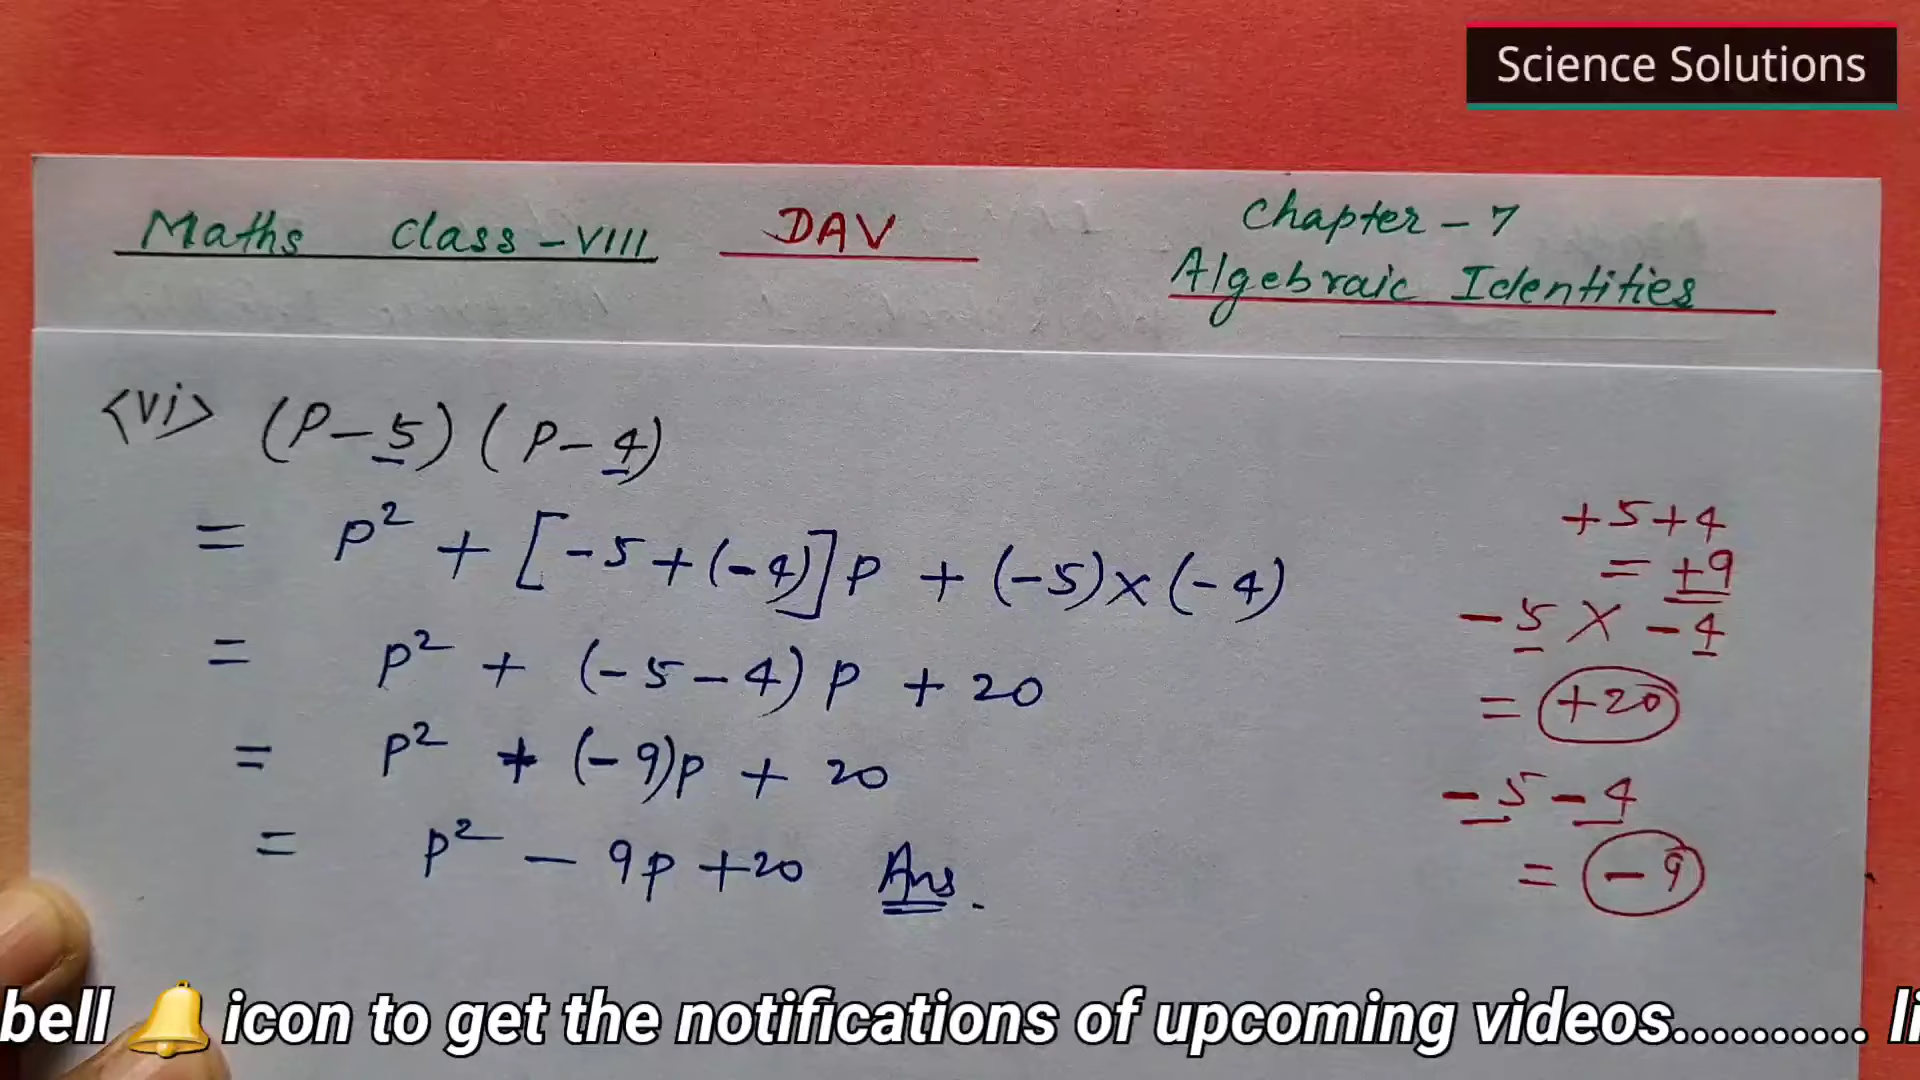 Science Solutions
Maths Class-VIII DAV Chapter-7
Algebraic Identities
<vi> (P-5)(P-4)
= P² + [-5+(-4)]P + (-5)×(-4)
= P² + (-5-4)P + 20
= P² + (-9)P + 20
= P² - 9P + 20 Ans.
+5+4
= +9
-5 × -4
= +20
-5-4
= -9
bell 🔔 icon to get the notifications of upcoming videos.......... li